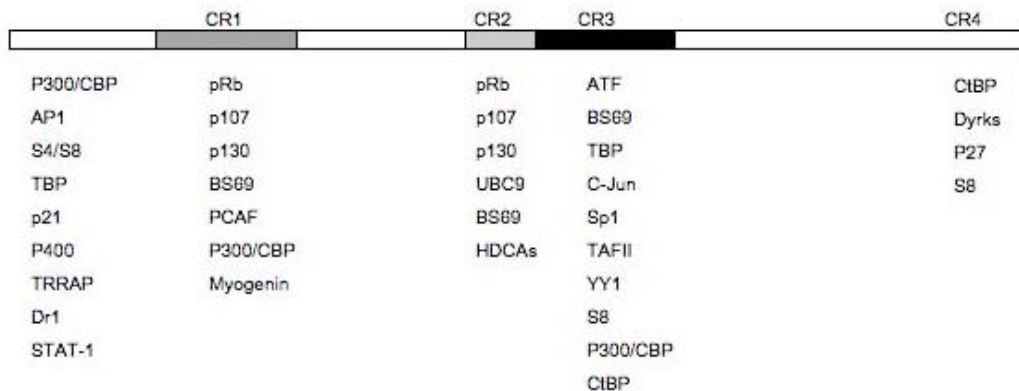 CR1 CR2 CR3 CR4
P300/CBP pRb pRb ATF CtBP
AP1 p107 p107 BS69 Dyrks
S4/S8 p130 p130 TBP P27
TBP BS69 UBC9 C-Jun S8
p21 PCAF BS69 Sp1
P400 P300/CBP HDCAs TAFII
TRRAP Myogenin YY1
Dr1 S8
STAT-1 P300/CBP
CtBP